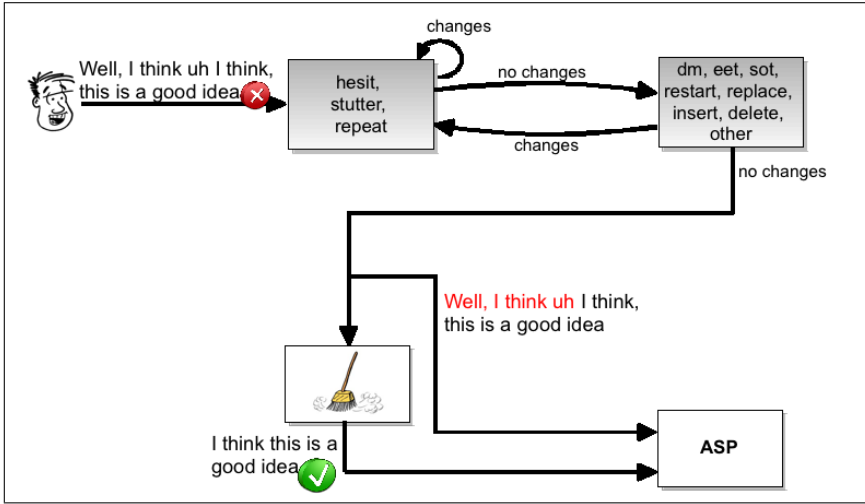 changes
Well, I think uh I think,
this is a good idea
hesit,
stutter,
repeat
no changes
dm, eet, sot,
restart, replace,
insert, delete,
other
changes
no changes
Well, I think uh I think,
this is a good idea
I think this is a
good idea
ASP